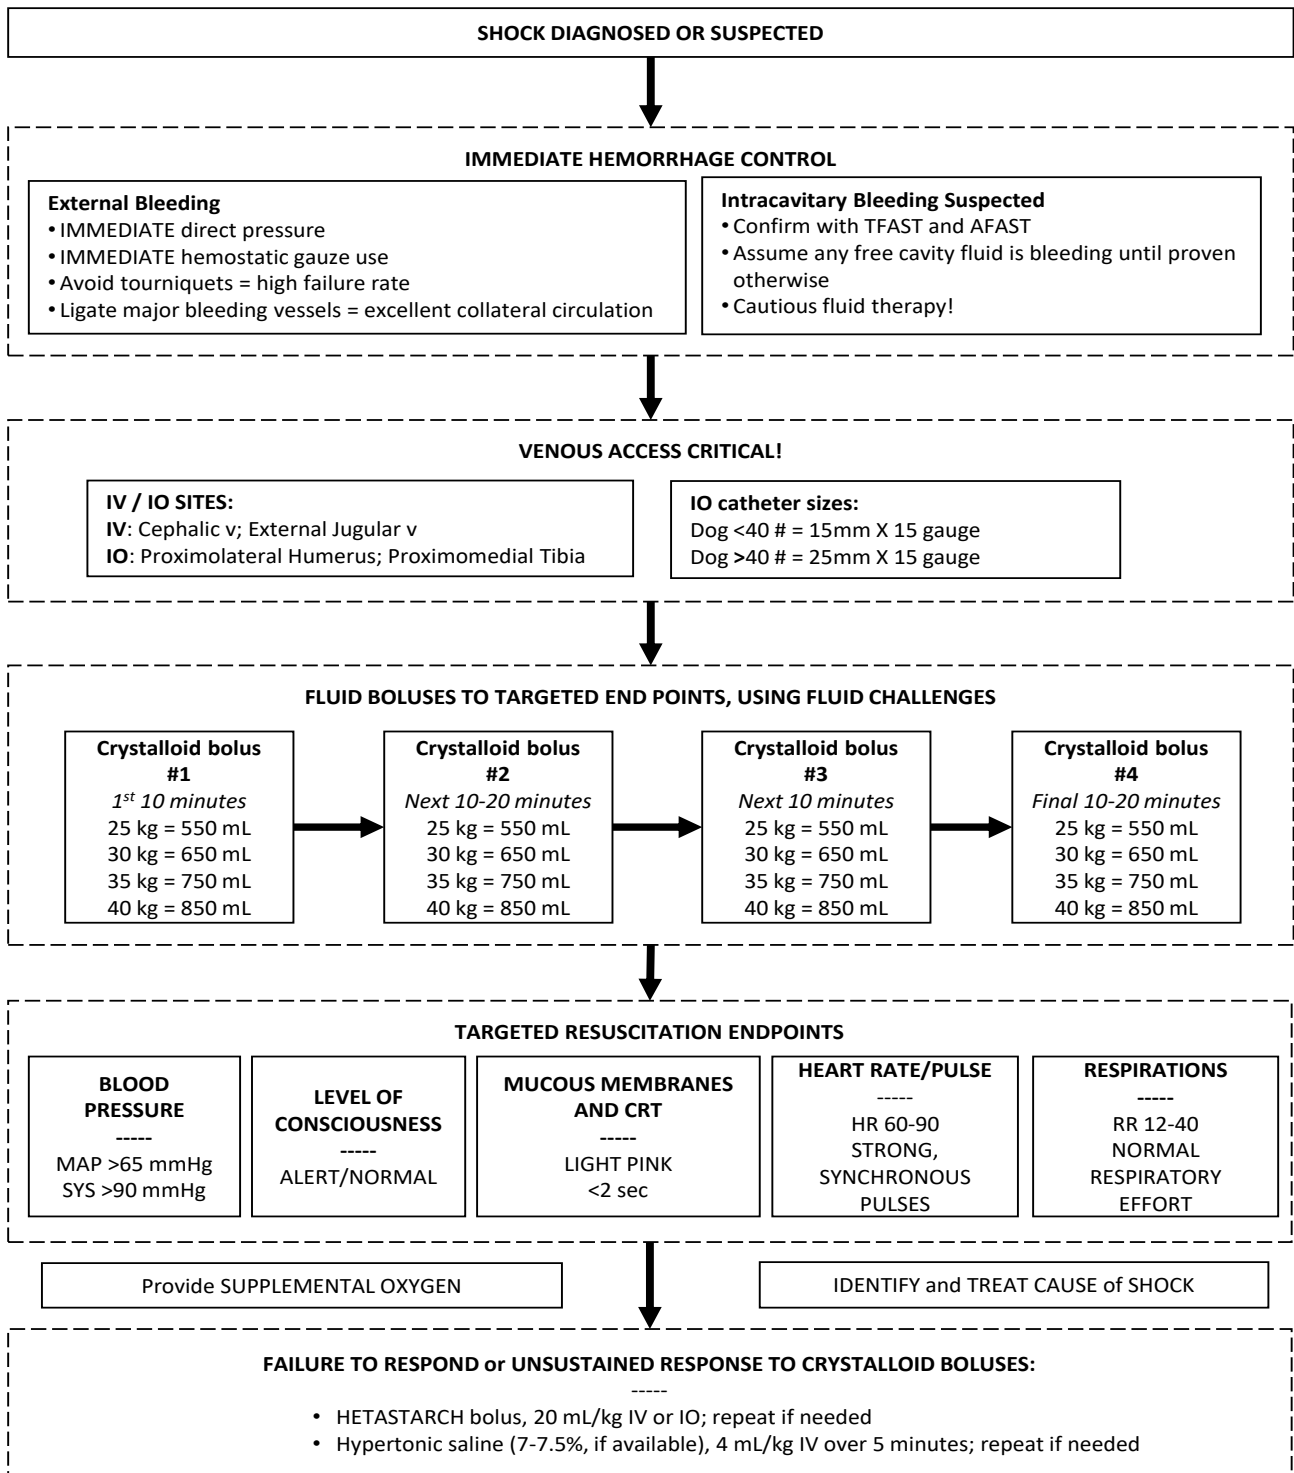 SHOCK DIAGNOSED OR SUSPECTED
IMMEDIATE HEMORRHAGE CONTROL
External Bleeding
• IMMEDIATE direct pressure
• IMMEDIATE hemostatic gauze use
• Avoid tourniquets = high failure rate
• Ligate major bleeding vessels = excellent collateral circulation
Intracavitary Bleeding Suspected
• Confirm with TFAST and AFAST
• Assume any free cavity fluid is bleeding until proven
otherwise
• Cautious fluid therapy!
VENOUS ACCESS CRITICAL!
IV / IO SITES:
IV: Cephalic v; External Jugular v
IO: Proximolateral Humerus; Proximomedial Tibia
IO catheter sizes:
Dog <40 # = 15mm X 15 gauge
Dog >40 # = 25mm X 15 gauge
FLUID BOLUSES TO TARGETED END POINTS, USING FLUID CHALLENGES
Crystalloid bolus
#1
1st 10 minutes
25 kg = 550 mL
30 kg = 650 mL
35 kg = 750 mL
40 kg = 850 mL
Crystalloid bolus
#2
Next 10-20 minutes
25 kg = 550 mL
30 kg = 650 mL
35 kg = 750 mL
40 kg = 850 mL
Crystalloid bolus
#3
Next 10 minutes
25 kg = 550 mL
30 kg = 650 mL
35 kg = 750 mL
40 kg = 850 mL
Crystalloid bolus
#4
Final 10-20 minutes
25 kg = 550 mL
30 kg = 650 mL
35 kg = 750 mL
40 kg = 850 mL
TARGETED RESUSCITATION ENDPOINTS
BLOOD
PRESSURE
-----
MAP >65 mmHg
SYS >90 mmHg
LEVEL OF
CONSCIOUSNESS
-----
ALERT/NORMAL
MUCOUS MEMBRANES
AND CRT
-----
LIGHT PINK
<2 sec
HEART RATE/PULSE
-----
HR 60-90
STRONG,
SYNCHRONOUS
PULSES
RESPIRATIONS
-----
RR 12-40
NORMAL
RESPIRATORY
EFFORT
Provide SUPPLEMENTAL OXYGEN
IDENTIFY and TREAT CAUSE of SHOCK
FAILURE TO RESPOND or UNSUSTAINED RESPONSE TO CRYSTALLOID BOLUSES:
-----
• HETASTARCH bolus, 20 mL/kg IV or IO; repeat if needed
• Hypertonic saline (7-7.5%, if available), 4 mL/kg IV over 5 minutes; repeat if needed